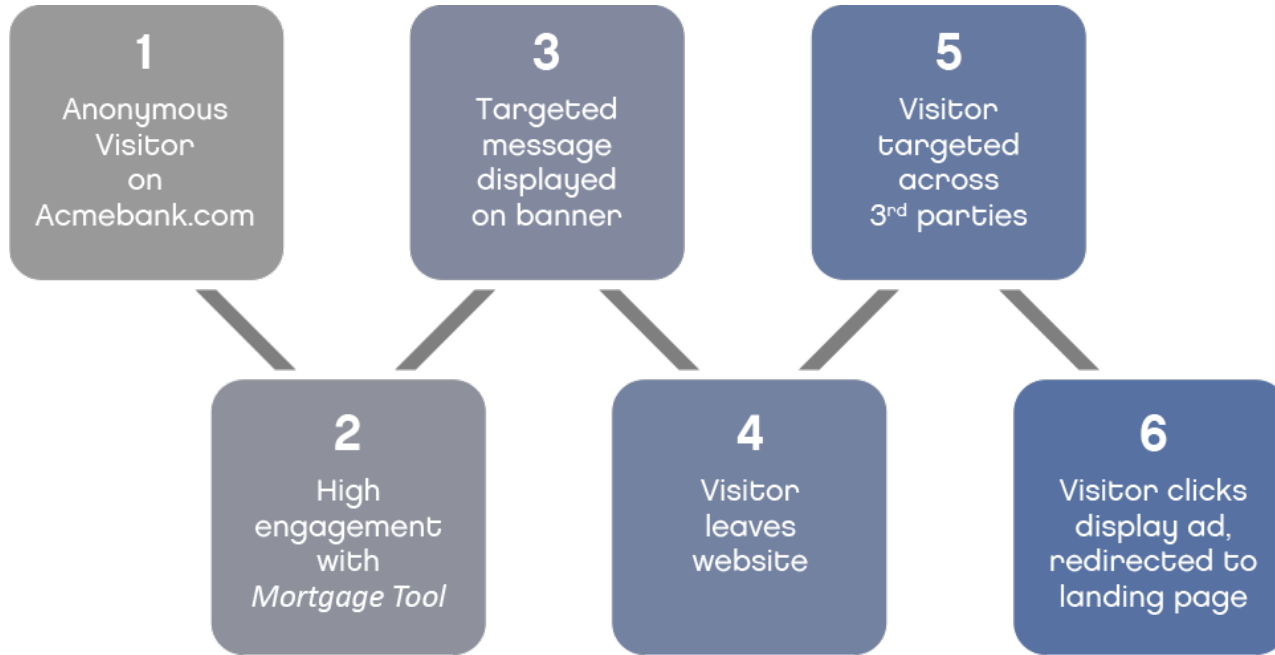 1
Anonymous
Visitor
on
Acmebank.com
2
High
engagement
with
Mortgage Tool
3
Targeted
message
displayed
on banner
4
Visitor
leaves
website
5
Visitor
targeted
across
3rd parties
6
Visitor clicks
display ad,
redirected to
landing page